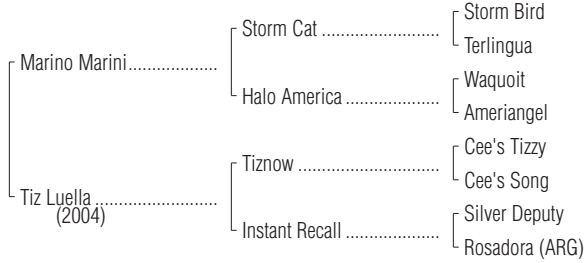 Storm Bird
Storm Cat ........................
Terlingua
Marino Marini..................
Waquoit
Halo America ...................
Ameriangel
Cee's Tizzy
Tiznow ............................
Cee's Song
Tiz Luella ........................
(2004)
Silver Deputy
Instant Recall ...................
Rosadora (ARG)